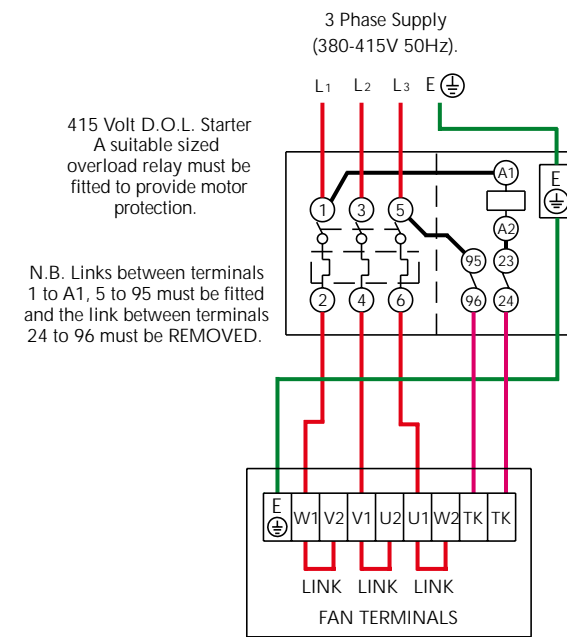 3 Phase Supply
(380-415V 50Hz).
L1 L2 L3 E
415 Volt D.O.L. Starter
A suitable sized
overload relay must be
fitted to provide motor
protection.
A1
E
1 3 5
A2
N.B. Links between terminals
1 to A1, 5 to 95 must be fitted
and the link between terminals
24 to 96 must be REMOVED.
95 23
2 4 6 96 24
E W1 V2 V1 U2 U1 W2 TK TK
LINK LINK LINK
FAN TERMINALS